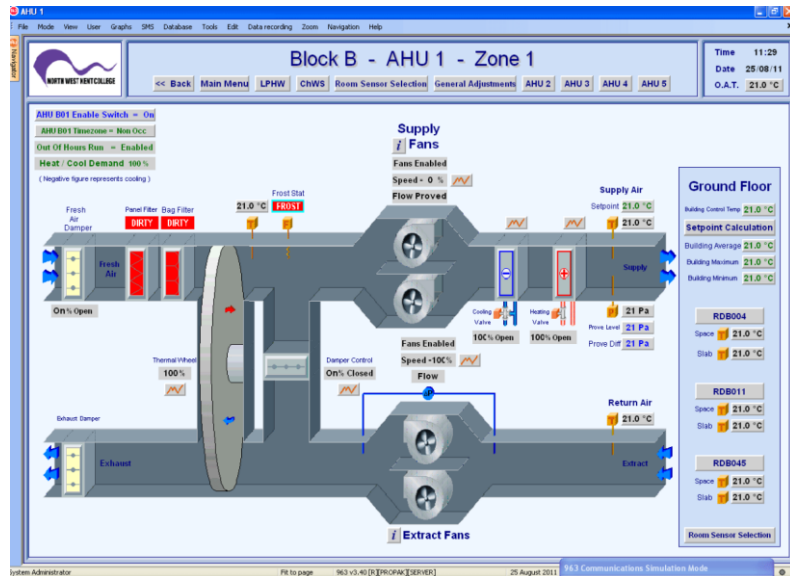 AHU 1
File Mode View User Graphs SMS Database Tools Edit Data recording Zoom Navigation Help
Navigator
NORTH WEST KENT COLLEGE
Block B - AHU 1 - Zone 1
<< Back Main Menu LPHW ChWS Room Sensor Selection General Adjustments AHU 2 AHU 3 AHU 4 AHU 5
Time 11:29
Date 25/08/11
O.A.T. 21.0 °C
AHU B01 Enable Switch = On
AHU B01 Timezone = Non Occ
Out Of Hours Run = Enabled
Heat / Cool Demand 100 %
( Negative figure represents cooling )
Supply
i Fans
Fans Enabled
Speed - 0 %
Flow Proved
Fresh
Air
Damper
Panel Filter
DIRTY
Bag Filter
DIRTY
21.0 °C
Frost Stat
FROST
Supply Air
Setpoint 21.0 °C
21.0 °C
Fresh
Air
Supply
On% Open
Cooling
Valve
100% Open
Heating
Valve
100% Open
21 Pa
Prove Level 21 Pa
Prove Diff 21 Pa
Thermal Wheel
100%
Damper Control
On% Closed
Fans Enabled
Speed -100%
Flow
Return Air
21.0 °C
Exhaust Damper
Exhaust
Extract
i Extract Fans
Ground Floor
Building Control Temp 21.0 °C
Setpoint Calculation
Building Average 21.0 °C
Building Maximum 21.0 °C
Building Minimum 21.0 °C
RDB004
Space 21.0 °C
Slab 21.0 °C
RDB011
Space 21.0 °C
Slab 21.0 °C
RDB045
Space 21.0 °C
Slab 21.0 °C
Room Sensor Selection
System Administrator Fit to page 963 v3.40 [R][PROPAK][SERVER] 25 August 2011
963 Communications Simulation Mode